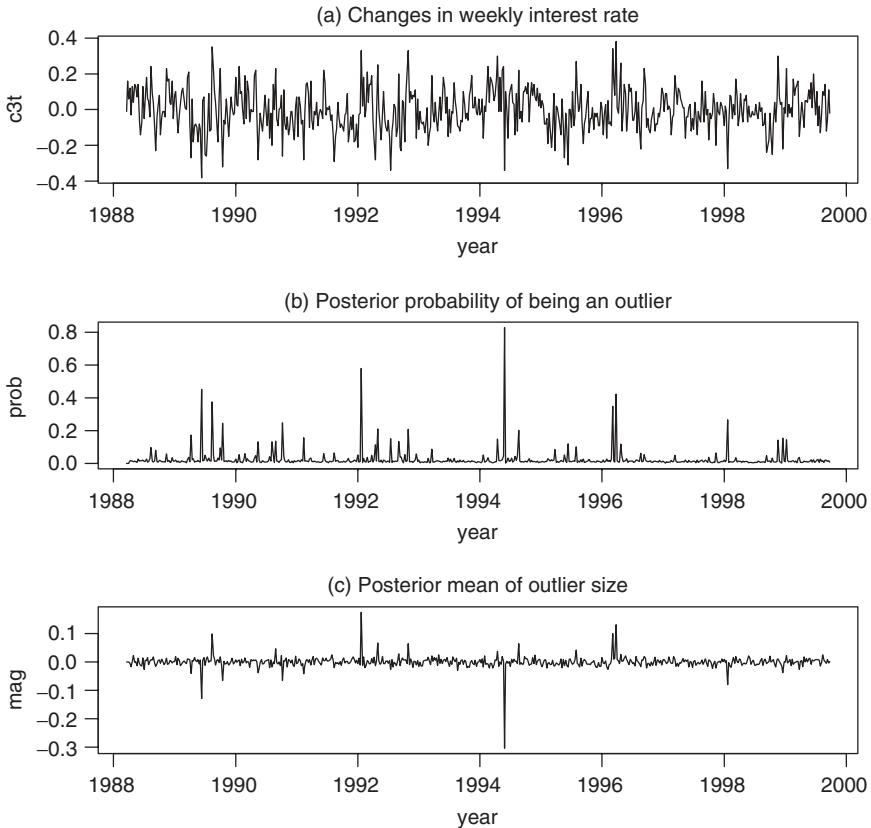 (a) Changes in weekly interest rate
c3t
0.4
0.2
0.0
−0.2
−0.4
1988 1990 1992 1994 1996 1998 2000
year
(b) Posterior probability of being an outlier
prob
0.8
0.6
0.4
0.2
0.0
1988 1990 1992 1994 1996 1998 2000
year
(c) Posterior mean of outlier size
mag
0.1
0.0
−0.1
−0.2
−0.3
1988 1990 1992 1994 1996 1998 2000
year